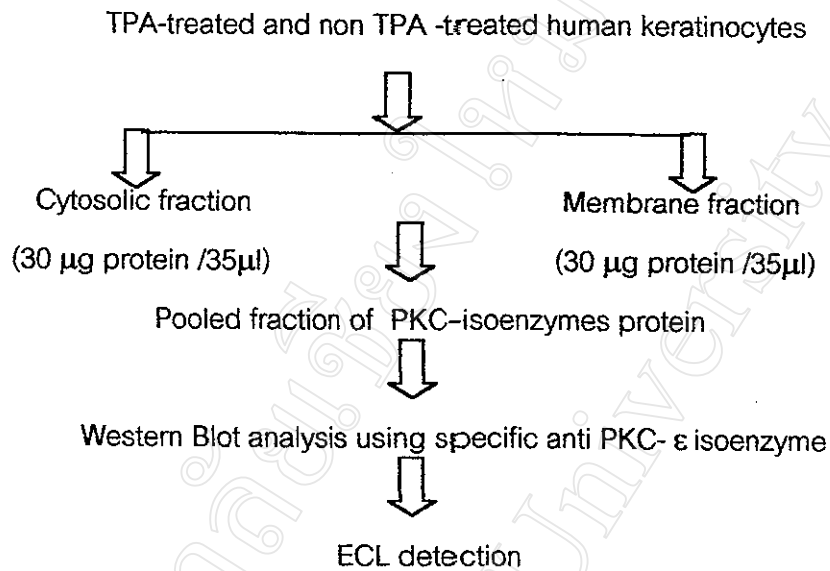 TPA-treated and non TPA -treated human keratinocytes
Cytosolic fraction
Membrane fraction
(30 µg protein /35µl)
(30 µg protein /35µl)
Pooled fraction of PKC-isoenzymes protein
Western Blot analysis using specific anti PKC- ε isoenzyme
ECL detection
University